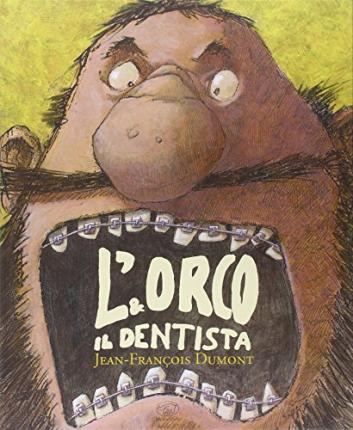 L'ORCO
& IL DENTISTA
JEAN-FRANÇOIS DUMONT